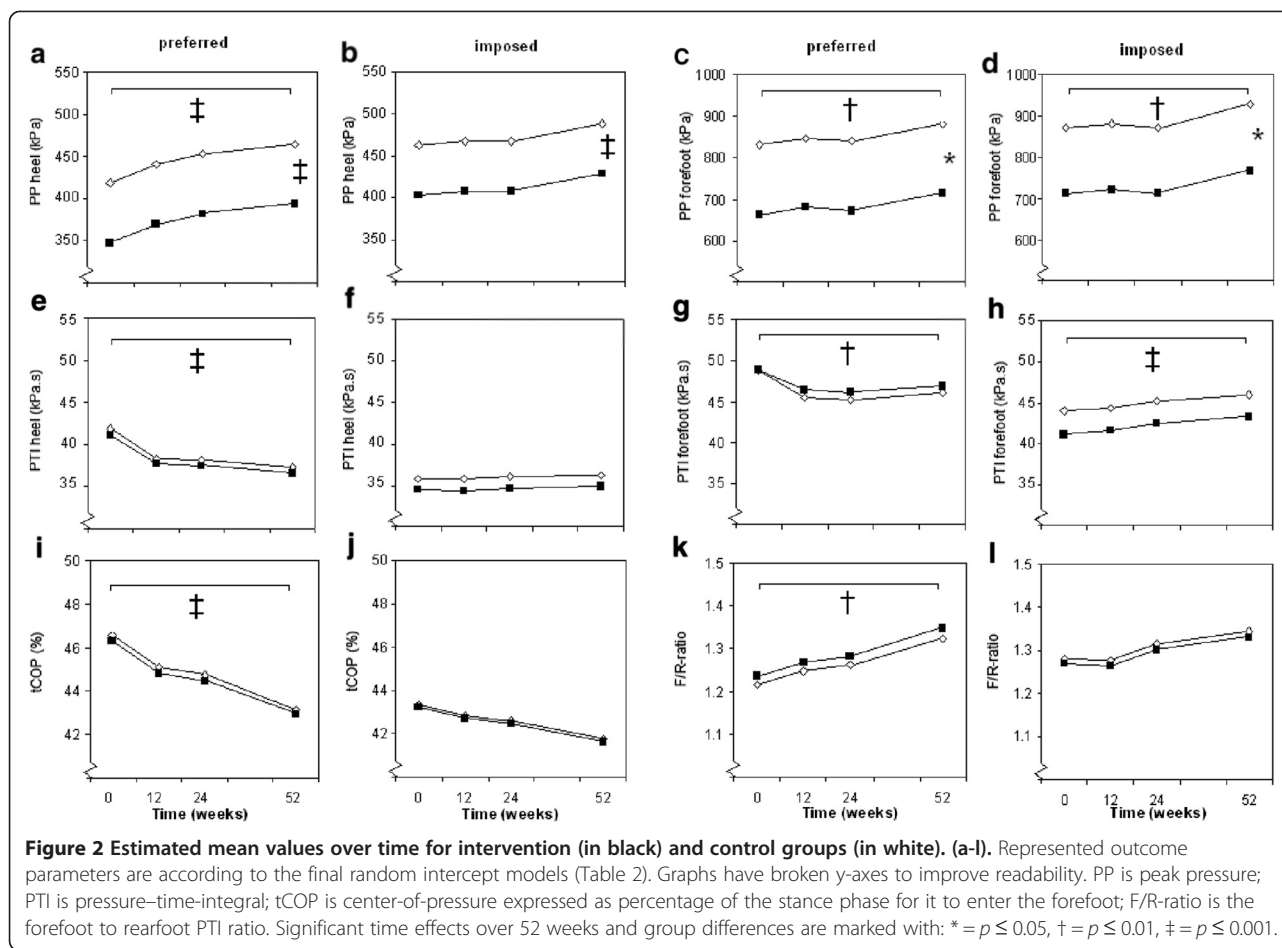 preferred
imposed
preferred
imposed
a
b
c
d
550
500
450
400
350
PP heel (kPa)
‡
‡
550
500
450
400
350
PP heel (kPa)
‡
1000
900
800
700
600
PP forefoot (kPa)
†
*
1000
900
800
700
600
PP forefoot (kPa)
†
*
e
f
g
h
55
50
45
40
35
PTI heel (kPa.s)
‡
55
50
45
40
35
PTI heel (kPa.s)
55
50
45
40
35
PTI forefoot (kPa.s)
†
55
50
45
40
35
PTI forefoot (kPa.s)
‡
i
j
k
l
50
48
46
44
42
tCOP (%)
‡
50
48
46
44
42
tCOP (%)
1.5
1.4
1.3
1.2
1.1
F/R-ratio
†
1.5
1.4
1.3
1.2
1.1
F/R-ratio
0 12 24 52
Time (weeks)
0 12 24 52
Time (weeks)
0 12 24 52
Time (weeks)
0 12 24 52
Time (weeks)
Figure 2 Estimated mean values over time for intervention (in black) and control groups (in white). (a-l). Represented outcome
parameters are according to the final random intercept models (Table 2). Graphs have broken y-axes to improve readability. PP is peak pressure;
PTI is pressure–time-integral; tCOP is center-of-pressure expressed as percentage of the stance phase for it to enter the forefoot; F/R-ratio is the
forefoot to rearfoot PTI ratio. Significant time effects over 52 weeks and group differences are marked with: * = p ≤ 0.05, † = p ≤ 0.01, ‡ = p ≤ 0.001.